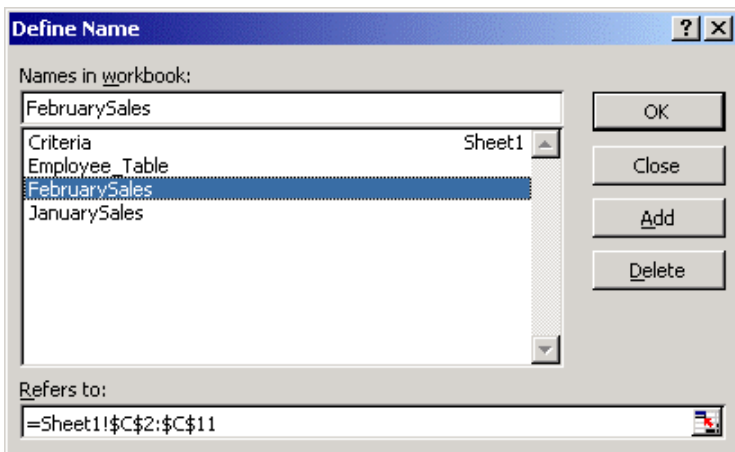 Define Name
Names in workbook:
FebruarySales
OK
Criteria Sheet1
Employee_Table
Close
FebruarySales
JanuarySales
Add
Delete
Refers to:
=Sheet1!$C$2:$C$11